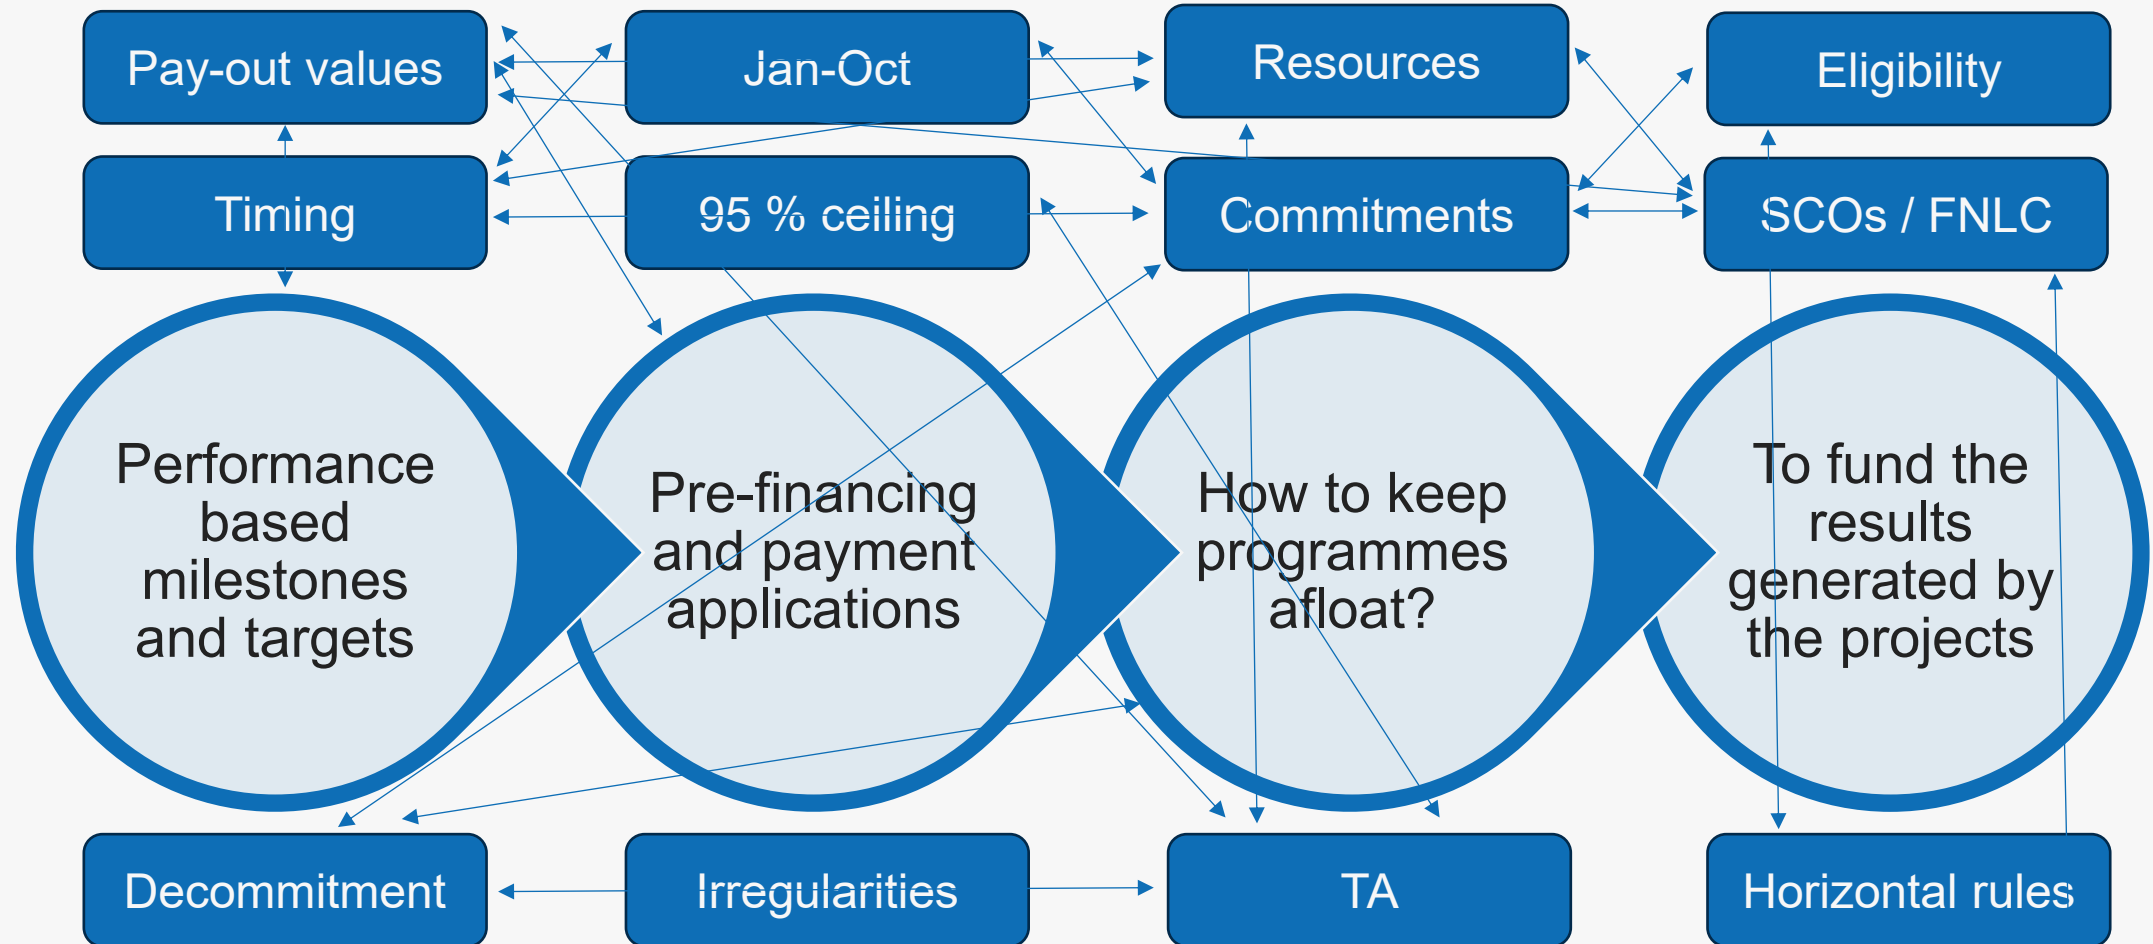 Pay-out values
Jan-Oct
Resources
Eligibility
Timing
95 % ceiling
Commitments
SCOs / FNLC
Performance
based
milestones
and targets
Pre-financing
and payment
applications
How to keep
programmes
afloat?
To fund the
results
generated by
the projects
Decommitment
Irregularities
TA
Horizontal rules